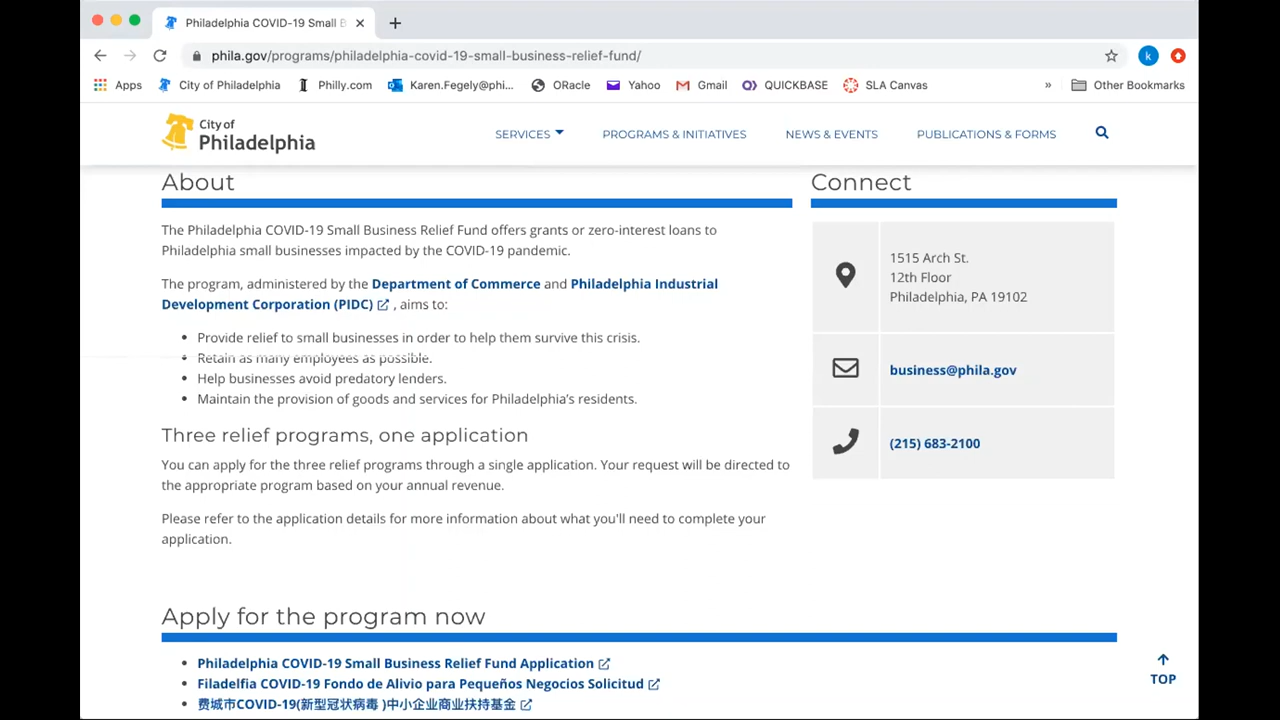 Philadelphia COVID-19 Small B
phila.gov/programs/philadelphia-covid-19-small-business-relief-fund/
k
Apps City of Philadelphia Philly.com Karen.Fegely@phi... ORacle Yahoo Gmail QUICKBASE SLA Canvas » Other Bookmarks
City of
Philadelphia
SERVICES PROGRAMS & INITIATIVES NEWS & EVENTS PUBLICATIONS & FORMS
About
The Philadelphia COVID-19 Small Business Relief Fund offers grants or zero-interest loans to
Philadelphia small businesses impacted by the COVID-19 pandemic.
The program, administered by the Department of Commerce and Philadelphia Industrial
Development Corporation (PIDC) , aims to:
• Provide relief to small businesses in order to help them survive this crisis.
• Retain as many employees as possible.
• Help businesses avoid predatory lenders.
• Maintain the provision of goods and services for Philadelphia’s residents.
Three relief programs, one application
You can apply for the three relief programs through a single application. Your request will be directed to
the appropriate program based on your annual revenue.
Please refer to the application details for more information about what you'll need to complete your
application.
Connect
1515 Arch St.
12th Floor
Philadelphia, PA 19102
business@phila.gov
(215) 683-2100
Apply for the program now
• Philadelphia COVID-19 Small Business Relief Fund Application
• Filadelfia COVID-19 Fondo de Alivio para Pequeños Negocios Solicitud
• 费城市COVID-19(新型冠状病毒 )中小企业商业扶持基金
TOP